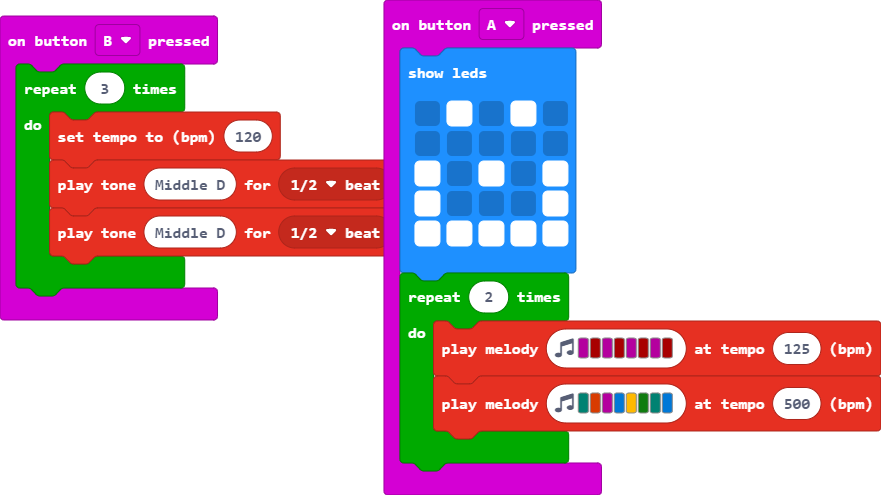 on button B pressed
repeat 3 times
do
set tempo to (bpm) 120
play tone Middle D for 1/2 beat
play tone Middle D for 1/2 beat
on button A pressed
show leds
repeat 2 times
do
play melody at tempo 125 (bpm)
play melody at tempo 500 (bpm)